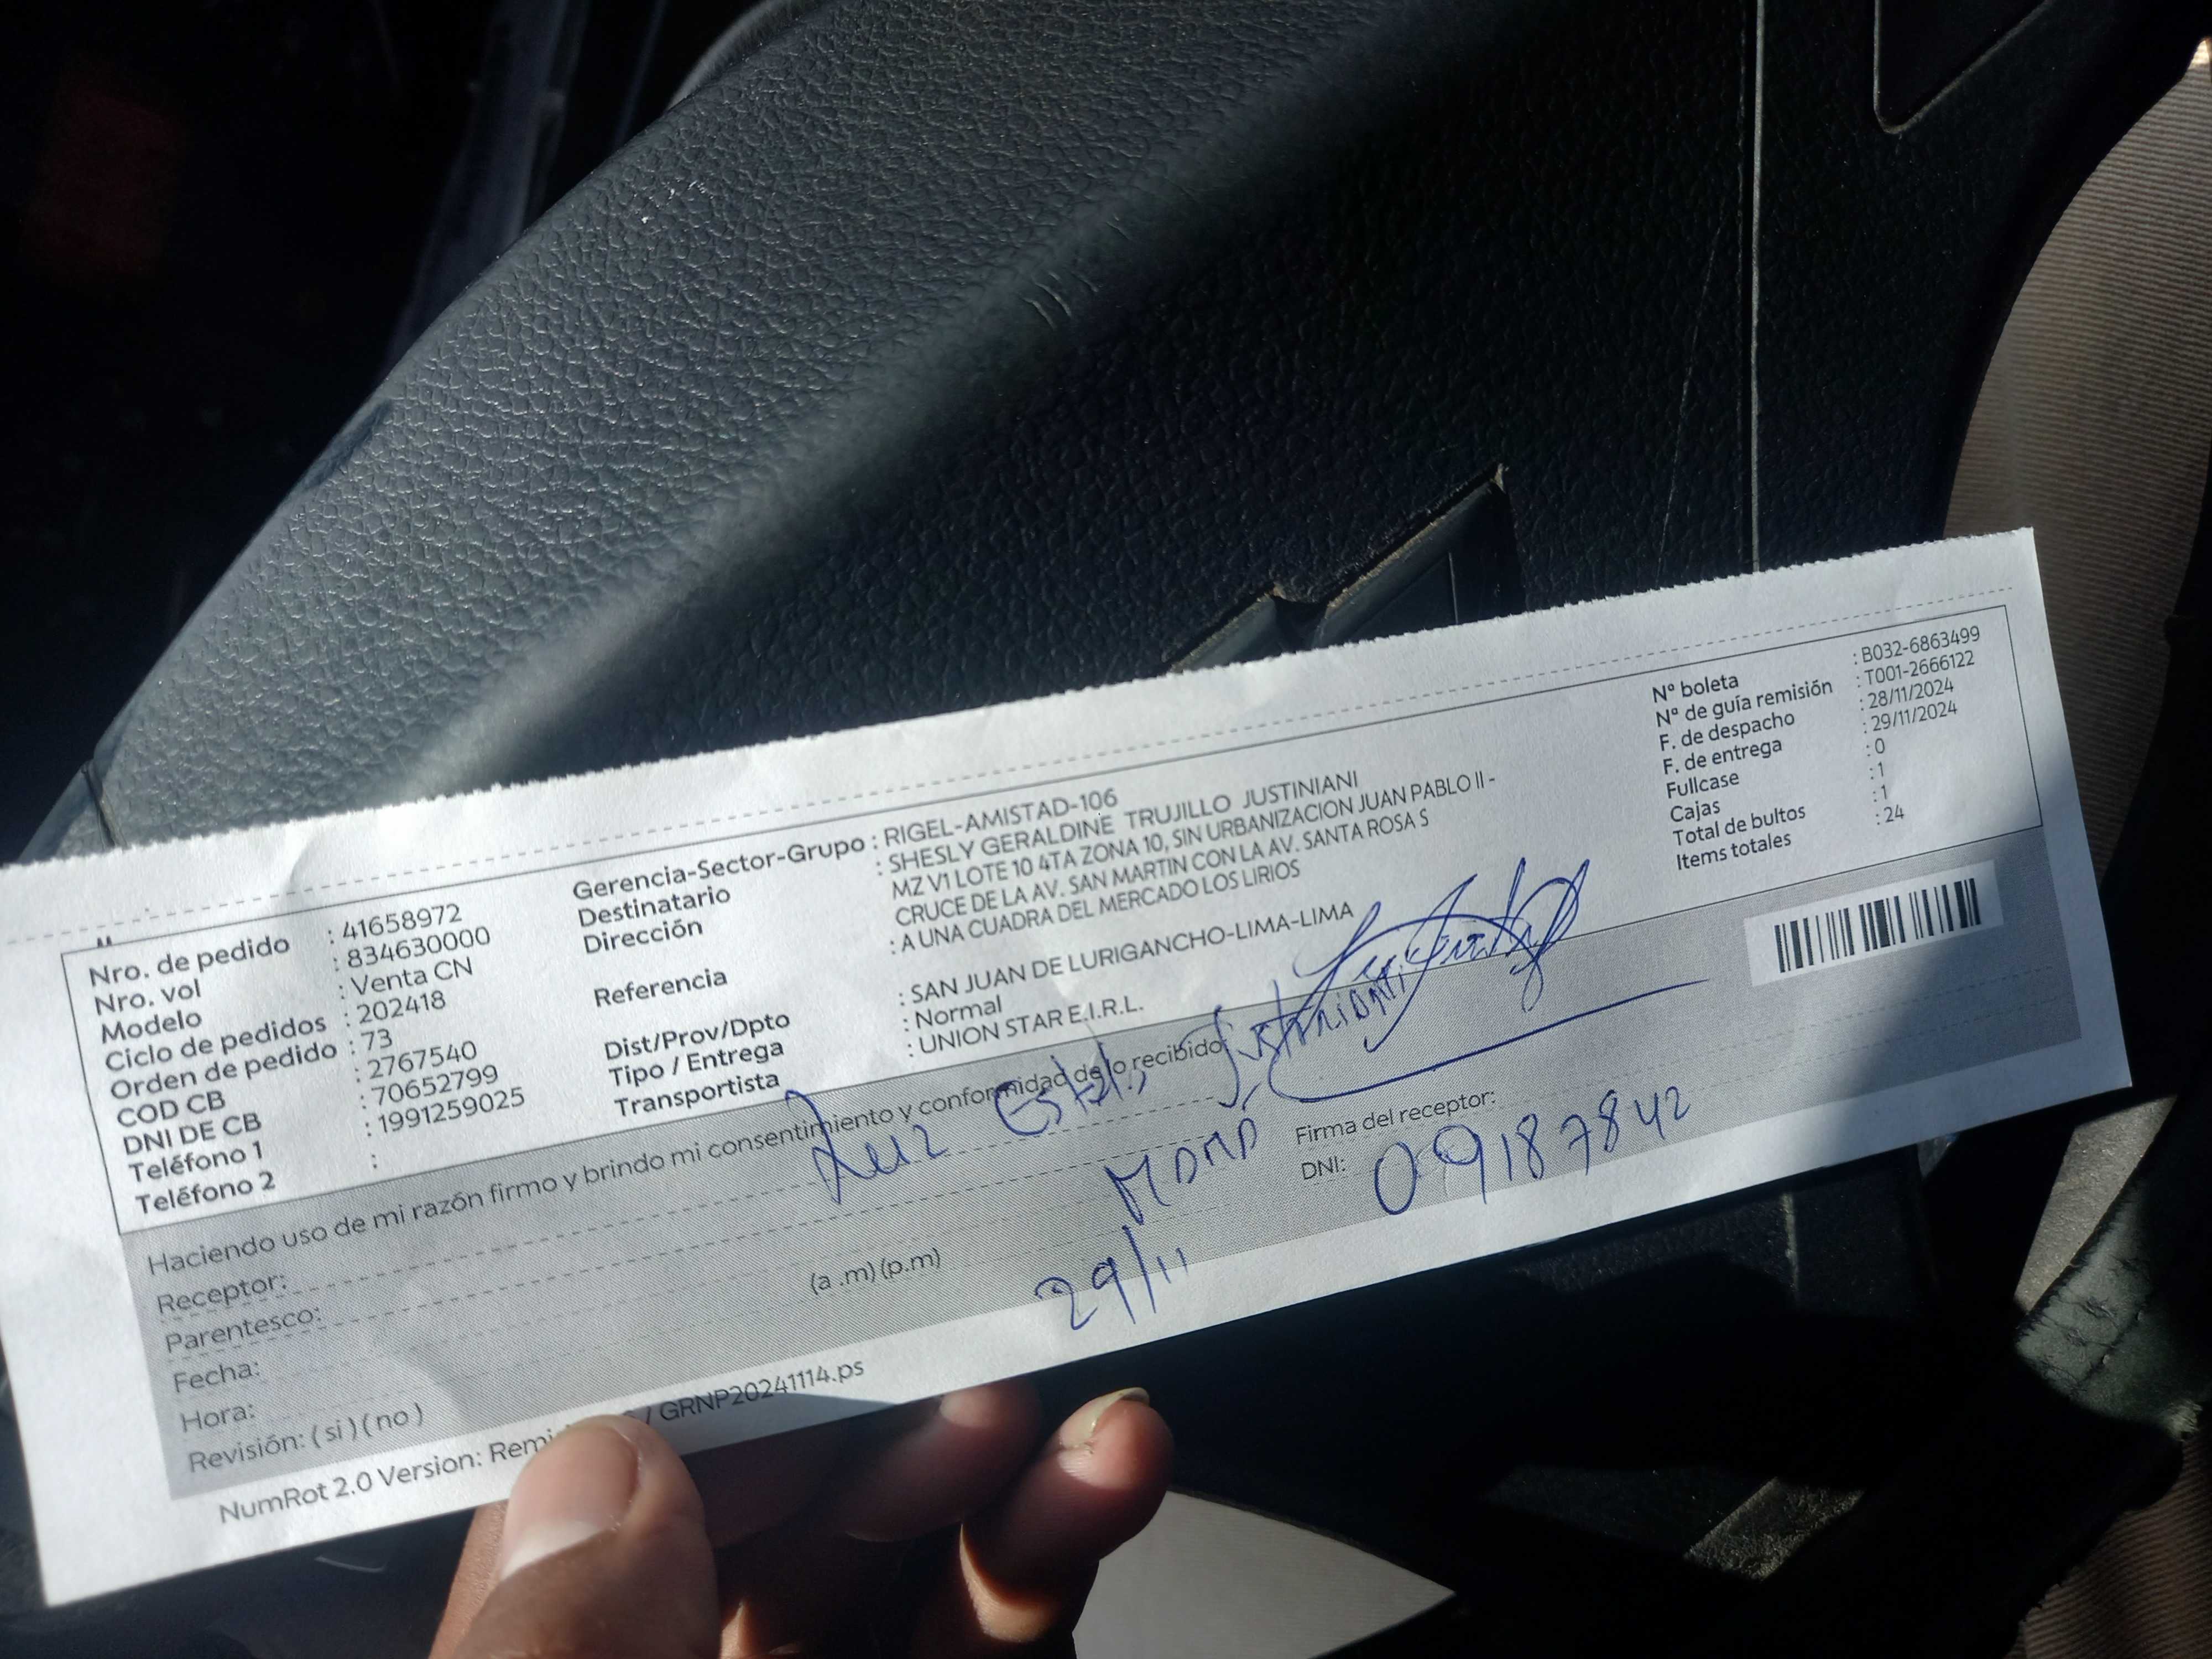 Nro. de pedido : 41658972
Nro. vol : 834630000
Modelo : Venta CN
Ciclo de pedidos : 202418
Orden de pedido : 73
COD CB : 2767540
DNI DE CB : 70652799
Teléfono 1 : 1991259025
Teléfono 2 :
Gerencia-Sector-Grupo : RIGEL-AMISTAD-106
Destinatario : SHESLY GERALDINE TRUJILLO JUSTINIANI
Dirección MZ V1 LOTE 10 4TA ZONA 10, SIN URBANIZACION JUAN PABLO II -
CRUCE DE LA AV. SAN MARTIN CON LA AV. SANTA ROSA S
Referencia : A UNA CUADRA DEL MERCADO LOS LIRIOS
Dist/Prov/Dpto : SAN JUAN DE LURIGANCHO-LIMA-LIMA
Tipo / Entrega : Normal
Transportista : UNION STAR E.I.R.L.
N° boleta : B032-6863499
N° de guía remisión : T001-2666122
F. de despacho : 28/11/2024
F. de entrega : 29/11/2024
Fullcase : 0
Cajas : 1
Total de bultos : 1
Items totales : 24
Haciendo uso de mi razón firmo y brindo mi consentimiento y conformidad de lo recibido:
Receptor: Luz Justiniani
Parentesco:
Fecha: 29/11
Hora: (a .m) (p.m)
Revisión: ( si ) ( no )
Firma del receptor:
DNI: 09187842
NumRot 2.0 Version: / GRNP20241114.ps